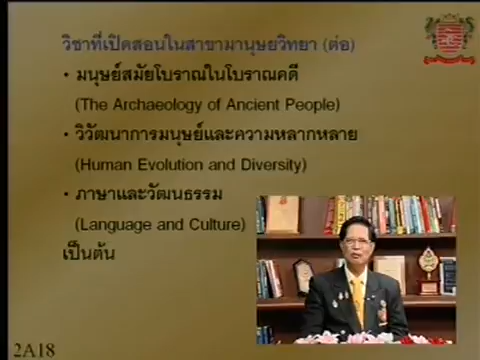 วิชาที่เปิดสอนในสาขามานุษยวิทยา (ต่อ)
• มนุษย์สมัยโบราณในโบราณคดี
(The Archaeology of Ancient People)
• วิวัฒนาการมนุษย์และความหลากหลาย
(Human Evolution and Diversity)
• ภาษาและวัฒนธรรม
(Language and Culture)
เป็นต้น
2A18